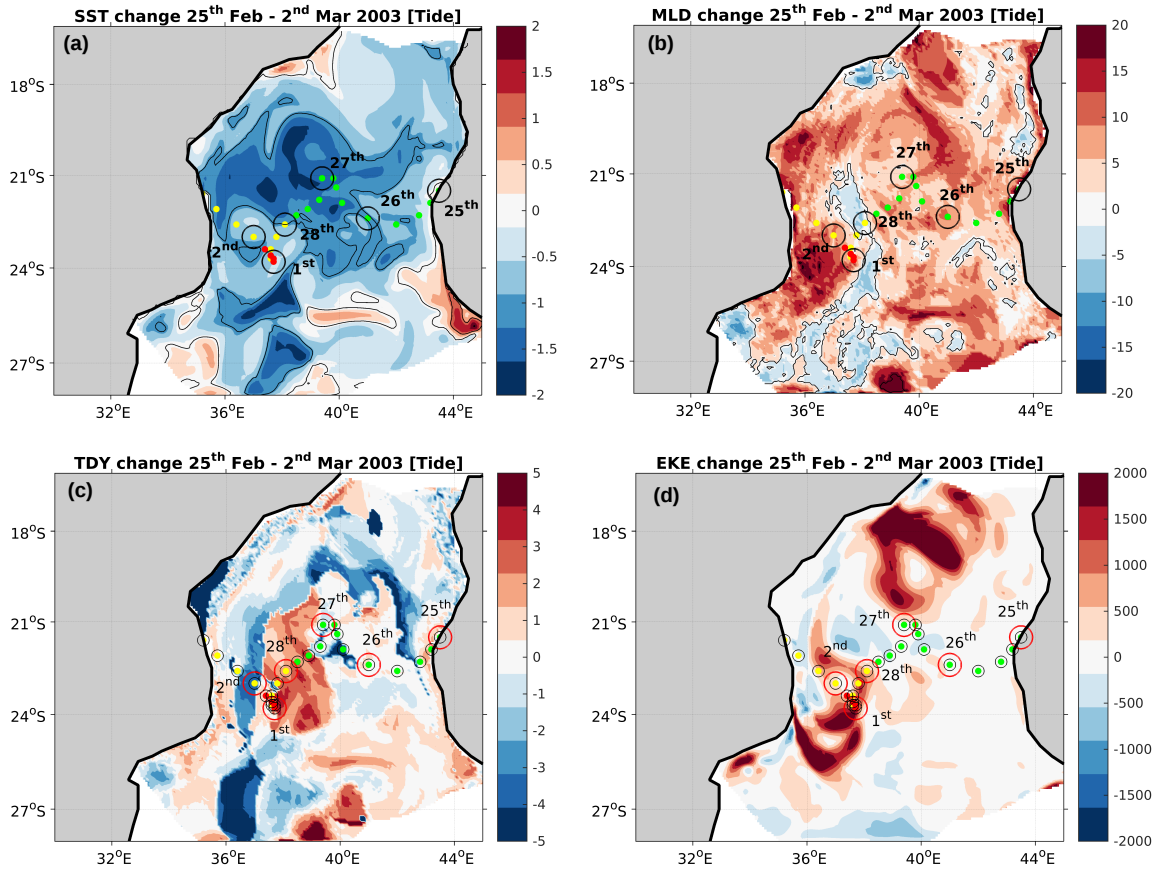 SST change 25th Feb - 2nd Mar 2003 [Tide]
(a)
27th
26th
25th
28th
2nd
1st
18°S
21°S
24°S
27°S
32°E
36°E
40°E
44°E
2
1.5
1
0.5
0
-0.5
-1
-1.5
-2
MLD change 25th Feb - 2nd Mar 2003 [Tide]
(b)
27th
25th
26th
28th
2nd
1st
18°S
21°S
24°S
27°S
32°E
36°E
40°E
44°E
20
15
10
5
0
-5
-10
-15
-20
TDY change 25th Feb - 2nd Mar 2003 [Tide]
(c)
27th
25th
26th
28th
2nd
1st
18°S
21°S
24°S
27°S
32°E
36°E
40°E
44°E
5
4
3
2
1
0
-1
-2
-3
-4
-5
EKE change 25th Feb - 2nd Mar 2003 [Tide]
(d)
25th
27th
26th
2nd
28th
1st
18°S
21°S
24°S
27°S
32°E
36°E
40°E
44°E
2000
1500
1000
500
0
-500
-1000
-1500
-2000